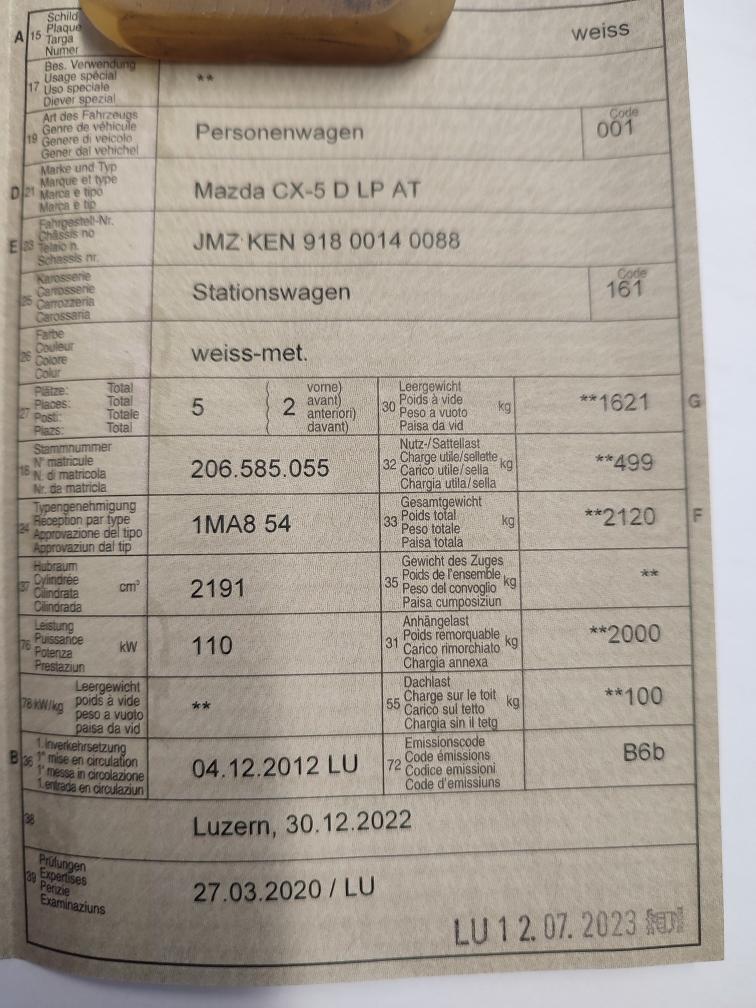 A 15 Schild
Plaque
Targa
Numer
weiss
17 Bes. Verwendung
Usage spécial
Uso speciale
Diever spezial
**
19 Art des Fahrzeugs
Genre de véhicule
Genere di veicolo
Gener dal vehichel
Personenwagen
Code
001
D 21 Marke und Typ
Marque et type
Marca e tipo
Marca e tip
Mazda CX-5 D LP AT
E 23 Fahrgestell-Nr.
Châssis no
Telaio n.
Schassis nr.
JMZ KEN 918 0014 0088
25 Karosserie
Carrosserie
Carrozzeria
Carossaria
Stationswagen
Code
161
26 Farbe
Couleur
Colore
Colur
weiss-met.
27 Plätze: Total
Places: Total
Posti: Totale
Plazs: Total
5 ( 2 vorne)
avant)
anteriori)
davant)
30 Leergewicht
Poids à vide
Peso a vuoto
Paisa da vid
kg
**1621 G
18 Stammnummer
N° matricule
N. di matricola
Nr. da matricla
206.585.055
32 Nutz-/Sattellast
Charge utile/sellette
Carico utile/sella
Chargia utila/sella
kg
**499
24 Typengenehmigung
Réception par type
Approvazione del tipo
Approvaziun dal tip
1MA8 54
33 Gesamtgewicht
Poids total
Peso totale
Paisa totala
kg
**2120 F
37 Hubraum
Cylindrée
Cilindrata
Cilindrada
cm³
2191
35 Gewicht des Zuges
Poids de l'ensemble
Peso del convoglio
Paisa cumposiziun
kg
**
76 Leistung
Puissance
Potenza
Prestaziun
kW
110
31 Anhängelast
Poids remorquable
Carico rimorchiato
Chargia annexa
kg
**2000
78 kW/kg Leergewicht
poids à vide
peso a vuoto
paisa da vid
**
55 Dachlast
Charge sur le toit
Carico sul tetto
Chargia sin il tetg
kg
**100
B 36 1. Inverkehrsetzung
1re mise en circulation
1a messa in circolazione
1. entrada en circulaziun
04.12.2012 LU
72 Emissionscode
Code émissions
Codice emissioni
Code d'emissiuns
B6b
38
Luzern, 30.12.2022
39 Prüfungen
Expertises
Perizie
Examinaziuns
27.03.2020 / LU
LU 1 2. 07. 2023